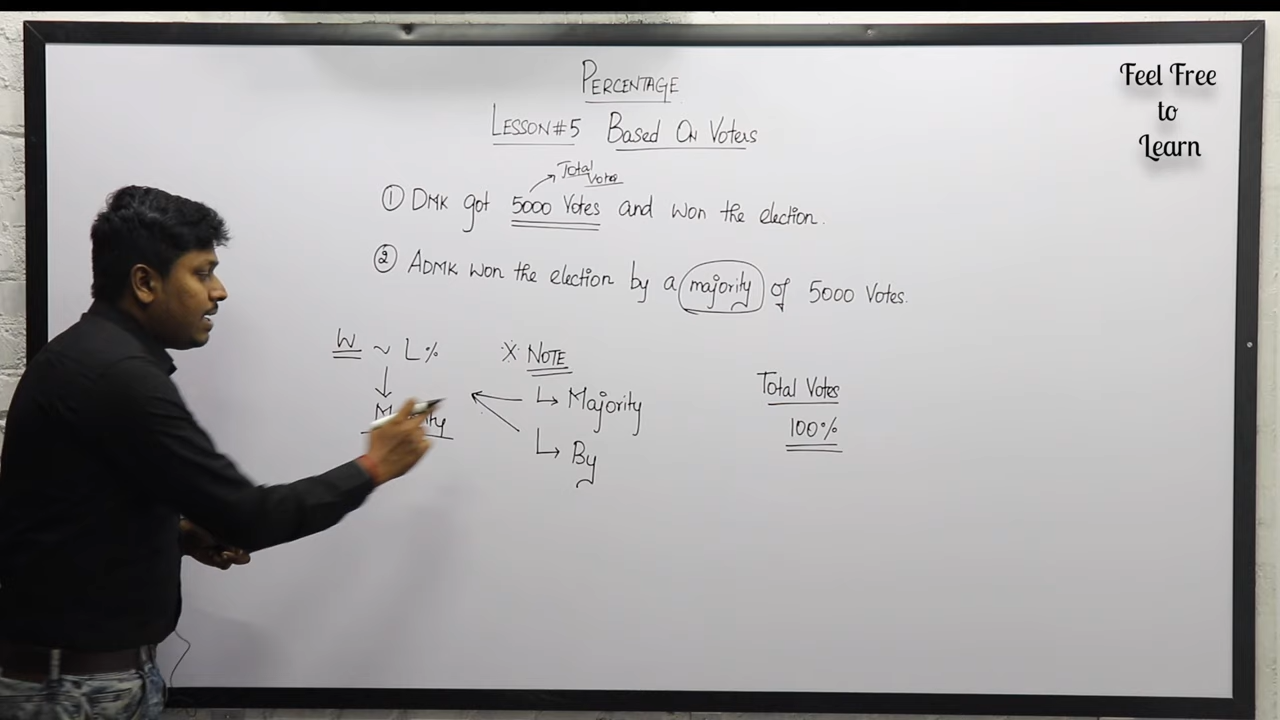 PERCENTAGE
LESSON#5 Based On Voters
Total
Votes
① DMK got 5000 Votes and won the election.
② ADMK won the election by a majority of 5000 Votes.
W ~ L%
NOTE
Majority
By
Total Votes
100%
Feel Free
to
Learn